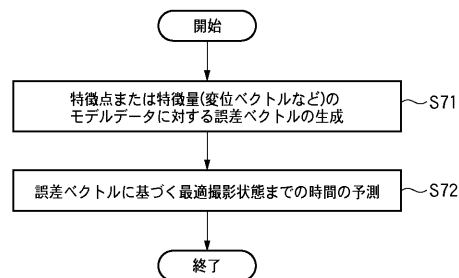 開始
特徴点または特徴量(変位ベクトルなど)の
モデルデータに対する誤差ベクトルの生成
S71
誤差ベクトルに基づく最適撮影状態までの時間の予測
S72
終了